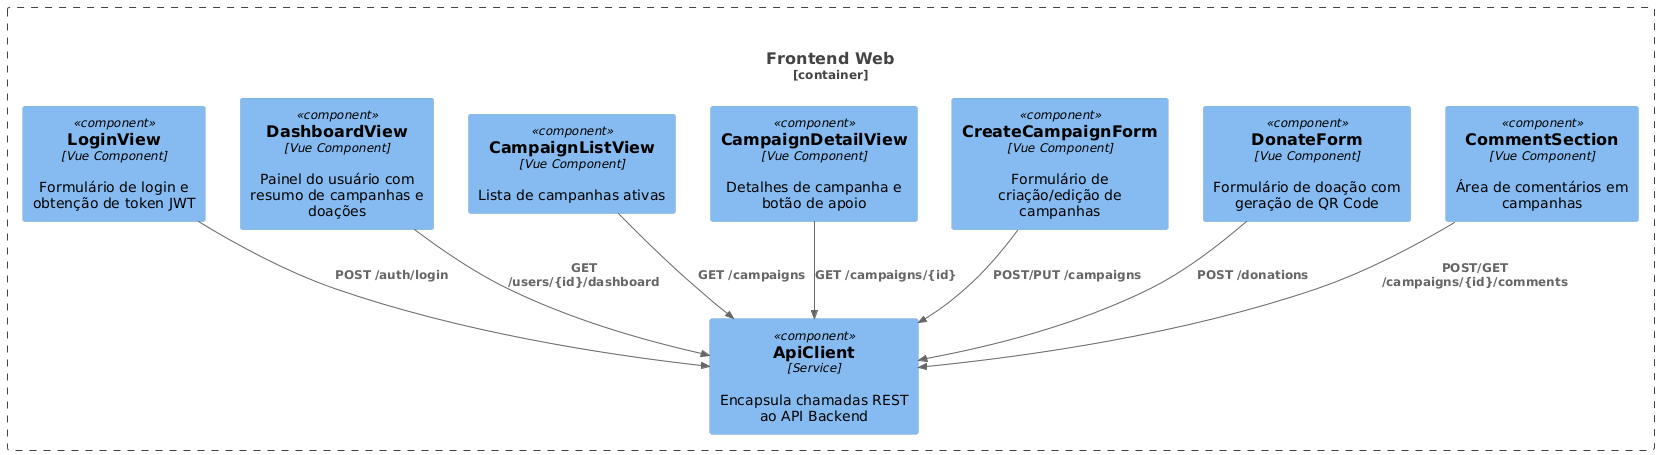 Frontend Web
[container]
«component»
LoginView
[Vue Component]
Formulário de login e
obtenção de token JWT
«component»
DashboardView
[Vue Component]
Painel do usuário com
resumo de campanhas e
doações
«component»
CampaignListView
[Vue Component]
Lista de campanhas ativas
«component»
CampaignDetailView
[Vue Component]
Detalhes de campanha e
botão de apoio
«component»
CreateCampaignForm
[Vue Component]
Formulário de
criação/edição de
campanhas
«component»
DonateForm
[Vue Component]
Formulário de doação com
geração de QR Code
«component»
CommentSection
[Vue Component]
Área de comentários em
campanhas
POST /auth/login
GET
/users/{id}/dashboard
GET /campaigns
GET /campaigns/{id}
POST/PUT /campaigns
POST /donations
POST/GET
/campaigns/{id}/comments
«component»
ApiClient
[Service]
Encapsula chamadas REST
ao API Backend